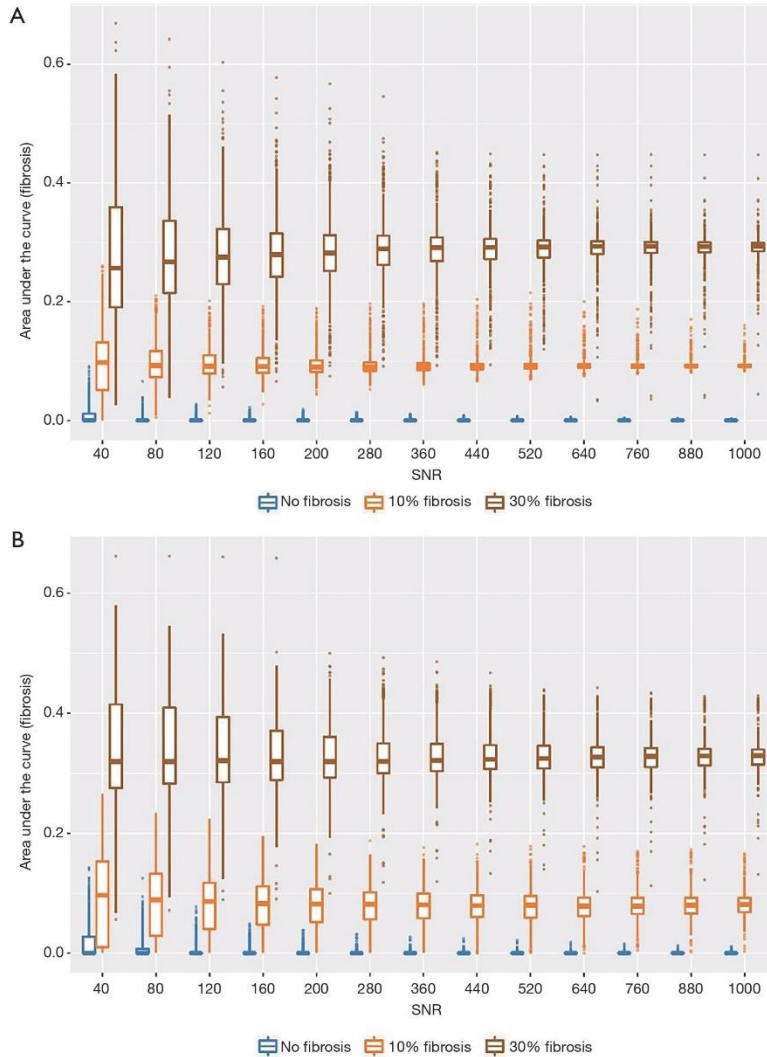 A
Area under the curve (fibrosis)
0.6
0.4
0.2
0.0
40 80 120 160 200 280 360 440 520 640 760 880 1000
SNR
No fibrosis 10% fibrosis 30% fibrosis
B
Area under the curve (fibrosis)
0.6
0.4
0.2
0.0
40 80 120 160 200 280 360 440 520 640 760 880 1000
SNR
No fibrosis 10% fibrosis 30% fibrosis